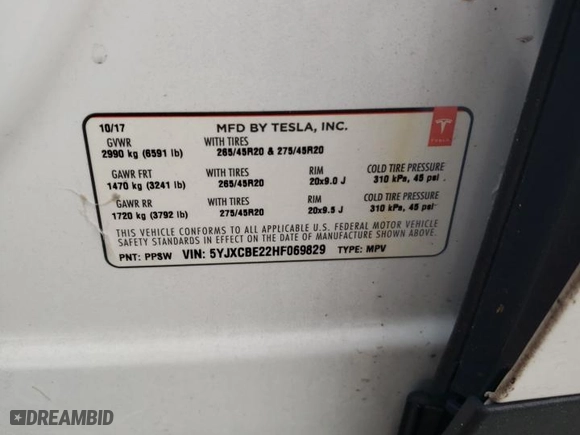 10/17 MFD BY TESLA, INC.
GVWR WITH TIRES
2990 kg (6591 lb) 265/45R20 & 275/45R20
TESLA
GAWR FRT WITH TIRES RIM COLD TIRE PRESSURE
1470 kg (3241 lb) 265/45R20 20x9.0 J 310 kPa, 45 psi
GAWR RR WITH TIRES RIM COLD TIRE PRESSURE
1720 kg (3792 lb) 275/45R20 20x9.5 J 310 kPa, 45 psi
THIS VEHICLE CONFORMS TO ALL APPLICABLE U.S. FEDERAL MOTOR VEHICLE
SAFETY STANDARDS IN EFFECT ON THE DATE OF MANUFACTURE SHOWN ABOVE.
PNT: PPSW VIN: 5YJXCBE22HF069829 TYPE: MPV
DREAMBID